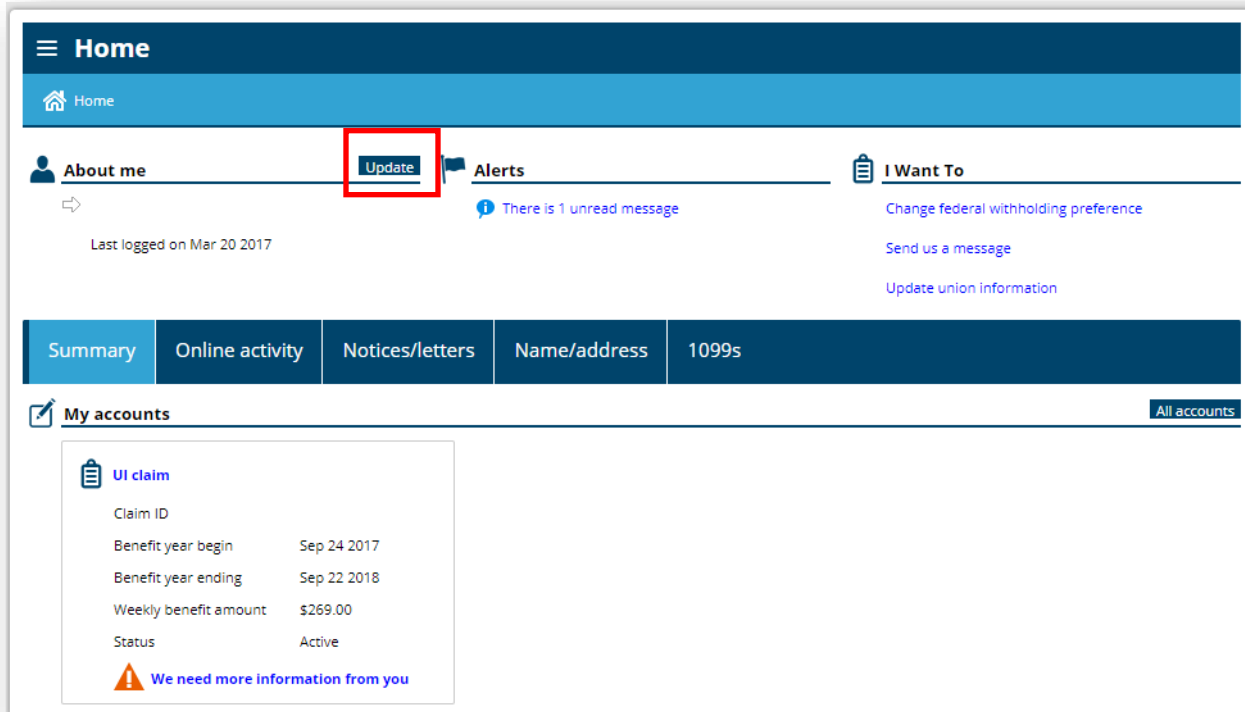 Home
Home
About me
Update
Alerts
I Want To
There is 1 unread message
Change federal withholding preference
Last logged on Mar 20 2017
Send us a message
Update union information
Summary Online activity Notices/letters Name/address 1099s
My accounts
All accounts
UI claim
Claim ID
Benefit year begin Sep 24 2017
Benefit year ending Sep 22 2018
Weekly benefit amount $269.00
Status Active
We need more information from you